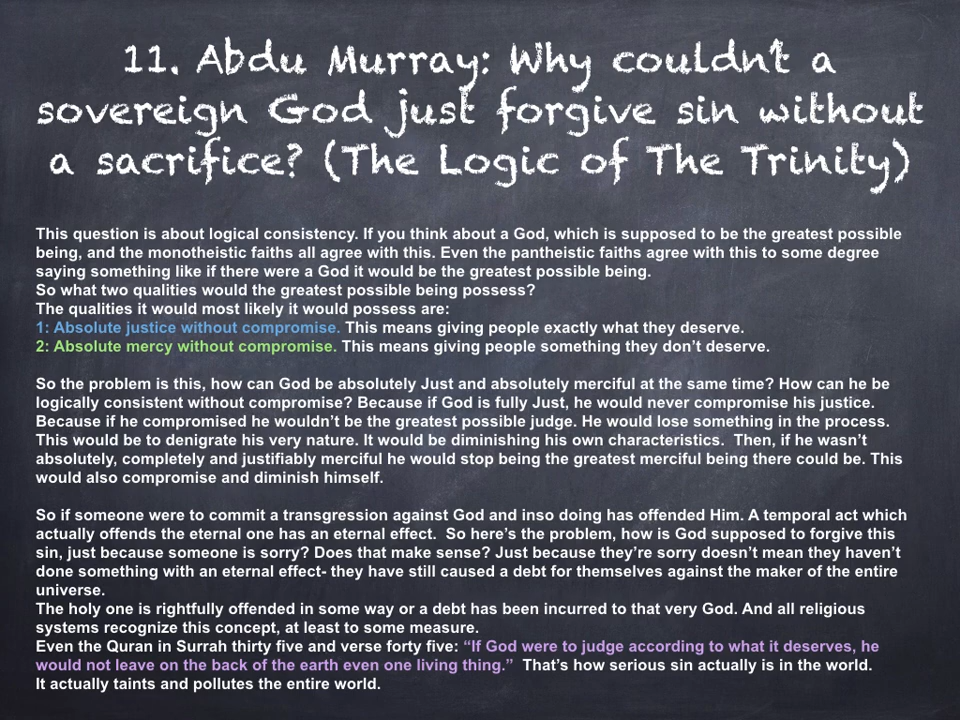 11. Abdu Murray: Why couldn't a
sovereign God just forgive sin without
a sacrifice? (The Logic of The Trinity)
This question is about logical consistency. If you think about a God, which is supposed to be the greatest possible
being, and the monotheistic faiths all agree with this. Even the pantheistic faiths agree with this to some degree
saying something like if there were a God it would be the greatest possible being.
So what two qualities would the greatest possible being possess?
The qualities it would most likely it would possess are:
1: Absolute justice without compromise. This means giving people exactly what they deserve.
2: Absolute mercy without compromise. This means giving people something they don't deserve.
So the problem is this, how can God be absolutely Just and absolutely merciful at the same time? How can he be
logically consistent without compromise? Because if God is fully Just, he would never compromise his justice.
Because if he compromised he wouldn't be the greatest possible judge. He would lose something in the process.
This would be to denigrate his very nature. It would be diminishing his own characteristics.  Then, if he wasn't
absolutely, completely and justifiably merciful he would stop being the greatest merciful being there could be. This
would also compromise and diminish himself.
So if someone were to commit a transgression against God and inso doing has offended Him. A temporal act which
actually offends the eternal one has an eternal effect.  So here's the problem, how is God supposed to forgive this
sin, just because someone is sorry? Does that make sense? Just because they're sorry doesn't mean they haven't
done something with an eternal effect- they have still caused a debt for themselves against the maker of the entire
universe.
The holy one is rightfully offended in some way or a debt has been incurred to that very God. And all religious
systems recognize this concept, at least to some measure.
Even the Quran in Surrah thirty five and verse forty five: “If God were to judge according to what it deserves, he
would not leave on the back of the earth even one living thing.”  That's how serious sin actually is in the world.
It actually taints and pollutes the entire world.